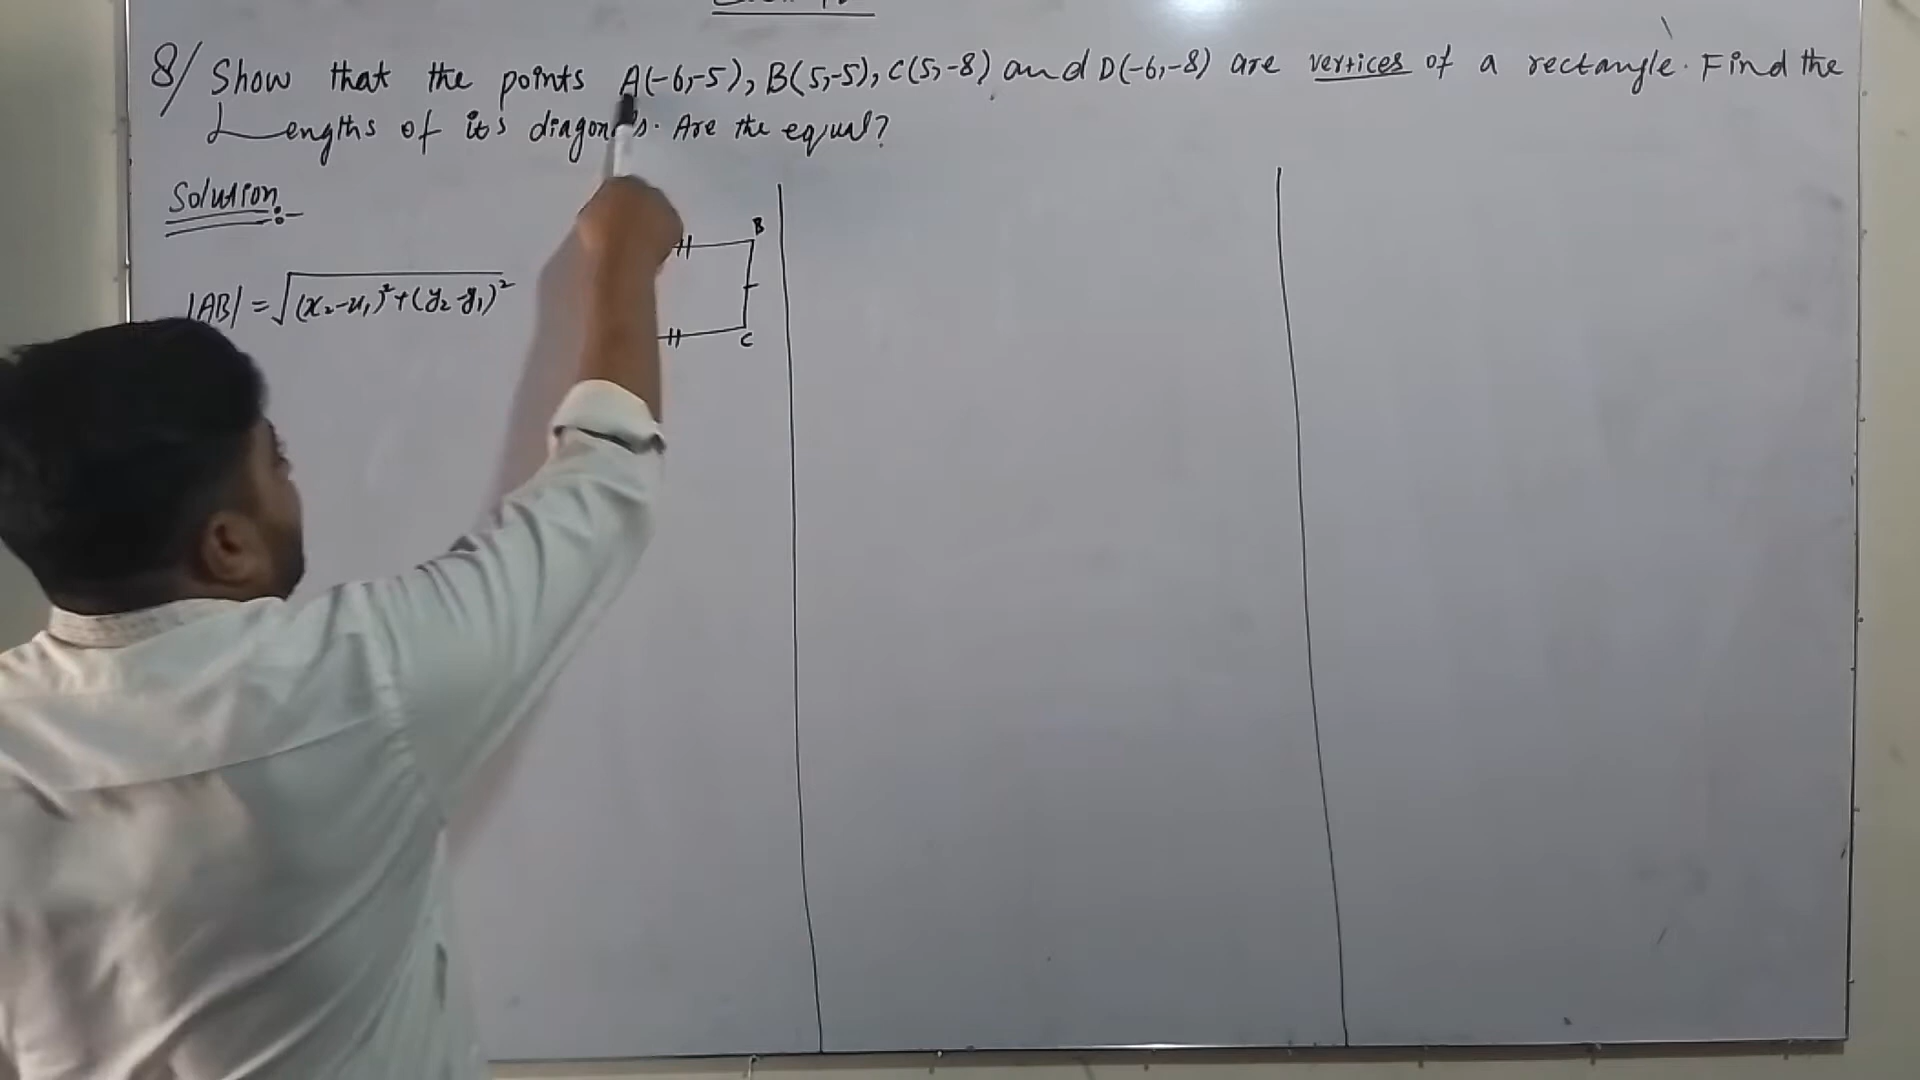 8/ Show that the points A(-6,-5), B(5,-5), C(5,-8) and D(-6,-8) are vertices of a rectangle. Find the
Lengths of its diagonals. Are the equal?
Solution:-
B
|AB| = √(x₂-x₁)²+(y₂-y₁)²
C